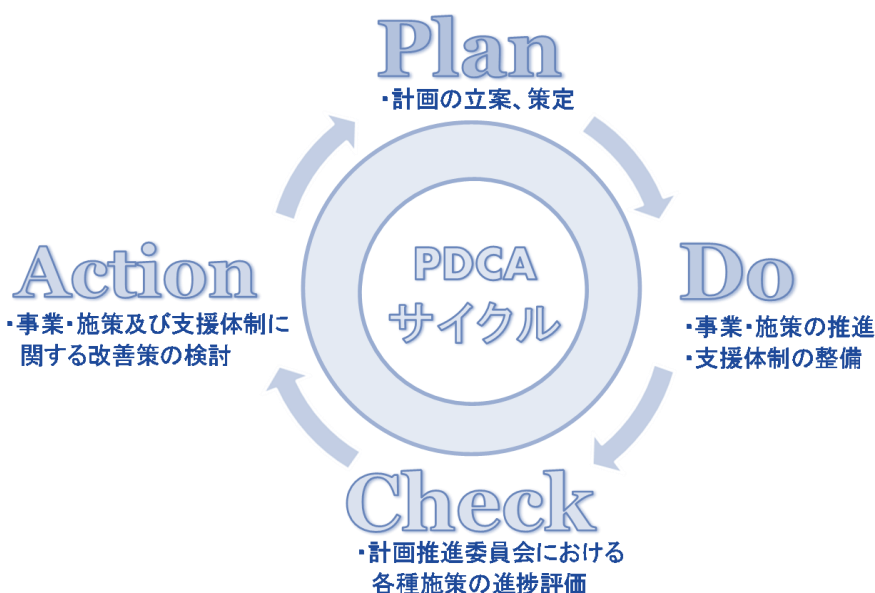 Plan
・計画の立案、策定
Action
・事業・施策及び支援体制に
関する改善策の検討
PDCA
サイクル
Do
・事業・施策の推進
・支援体制の整備
Check
・計画推進委員会における
各種施策の進捗評価